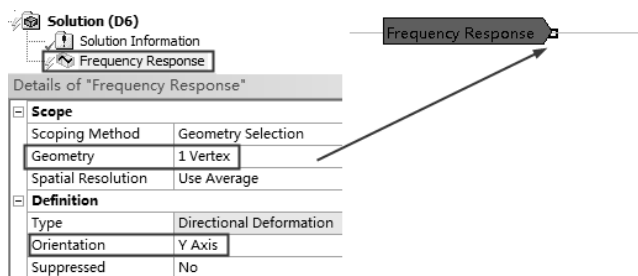 Solution (D6)
Solution Information
Frequency Response
Details of "Frequency Response"
Scope
Scoping Method Geometry Selection
Geometry 1 Vertex
Spatial Resolution Use Average
Definition
Type Directional Deformation
Orientation Y Axis
Suppressed No
Frequency Response